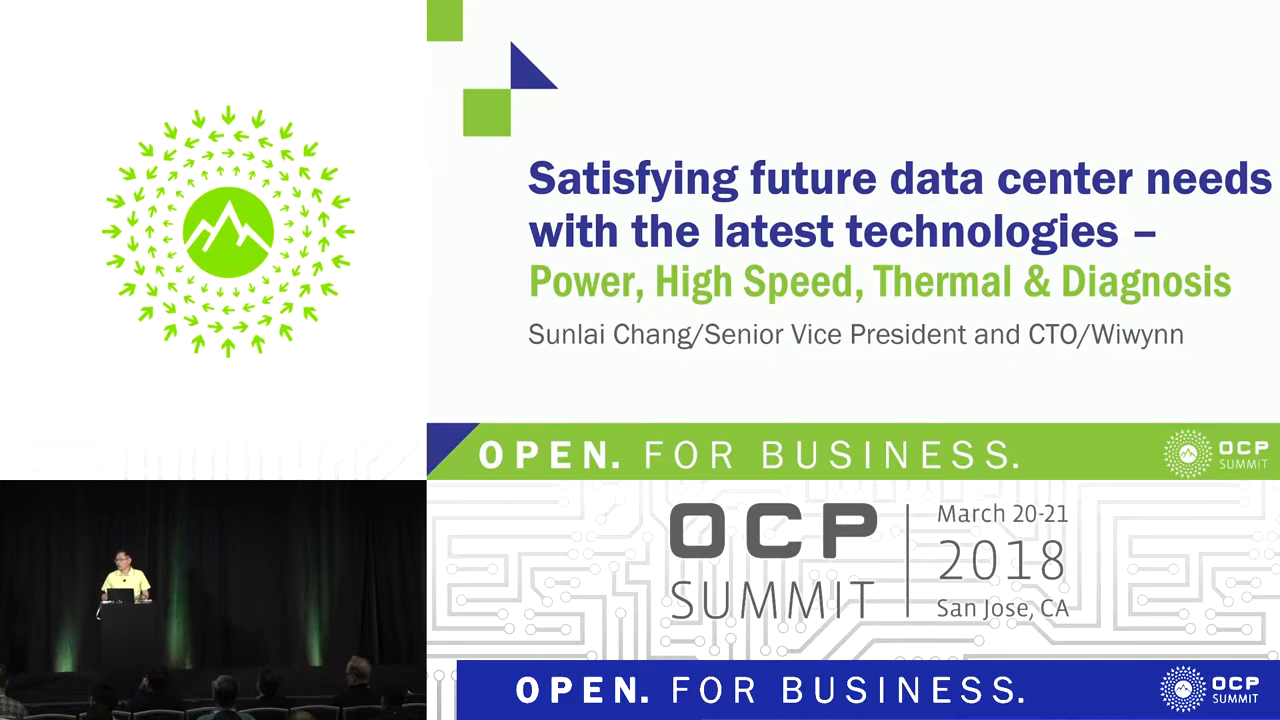 Satisfying future data center needs
with the latest technologies –
Power, High Speed, Thermal & Diagnosis
Sunlai Chang/Senior Vice President and CTO/Wiwynn
OPEN. FOR BUSINESS.
OCP
SUMMIT
OCP
SUMMIT
March 20-21
2018
San Jose, CA
OPEN. FOR BUSINESS.
OCP
SUMMIT